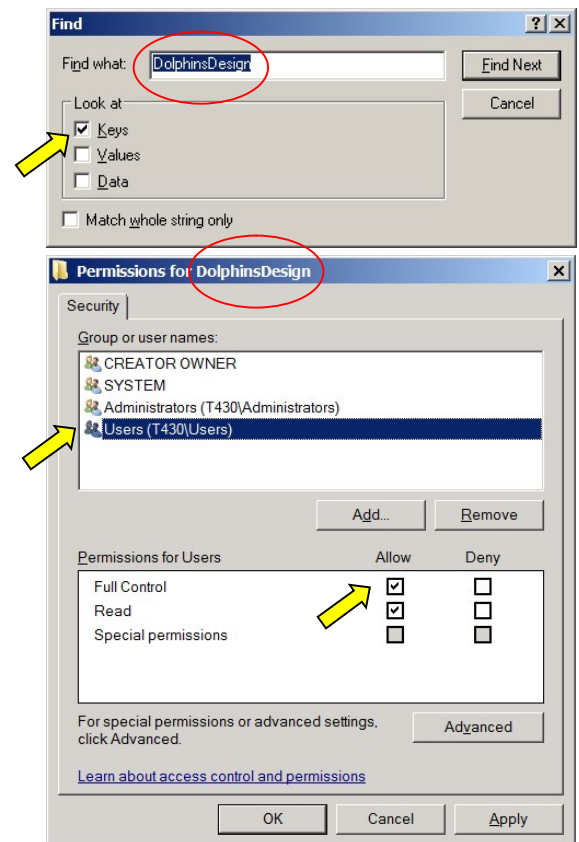 Find
Find what: DolphinsDesign
Find Next
Look at
Cancel
Keys
Values
Data
Match whole string only
Permissions for DolphinsDesign
Security
Group or user names:
CREATOR OWNER
SYSTEM
Administrators (T430\Administrators)
Users (T430\Users)
Add... Remove
Permissions for Users Allow Deny
Full Control
Read
Special permissions
For special permissions or advanced settings,
click Advanced.
Advanced
Learn about access control and permissions
OK Cancel Apply